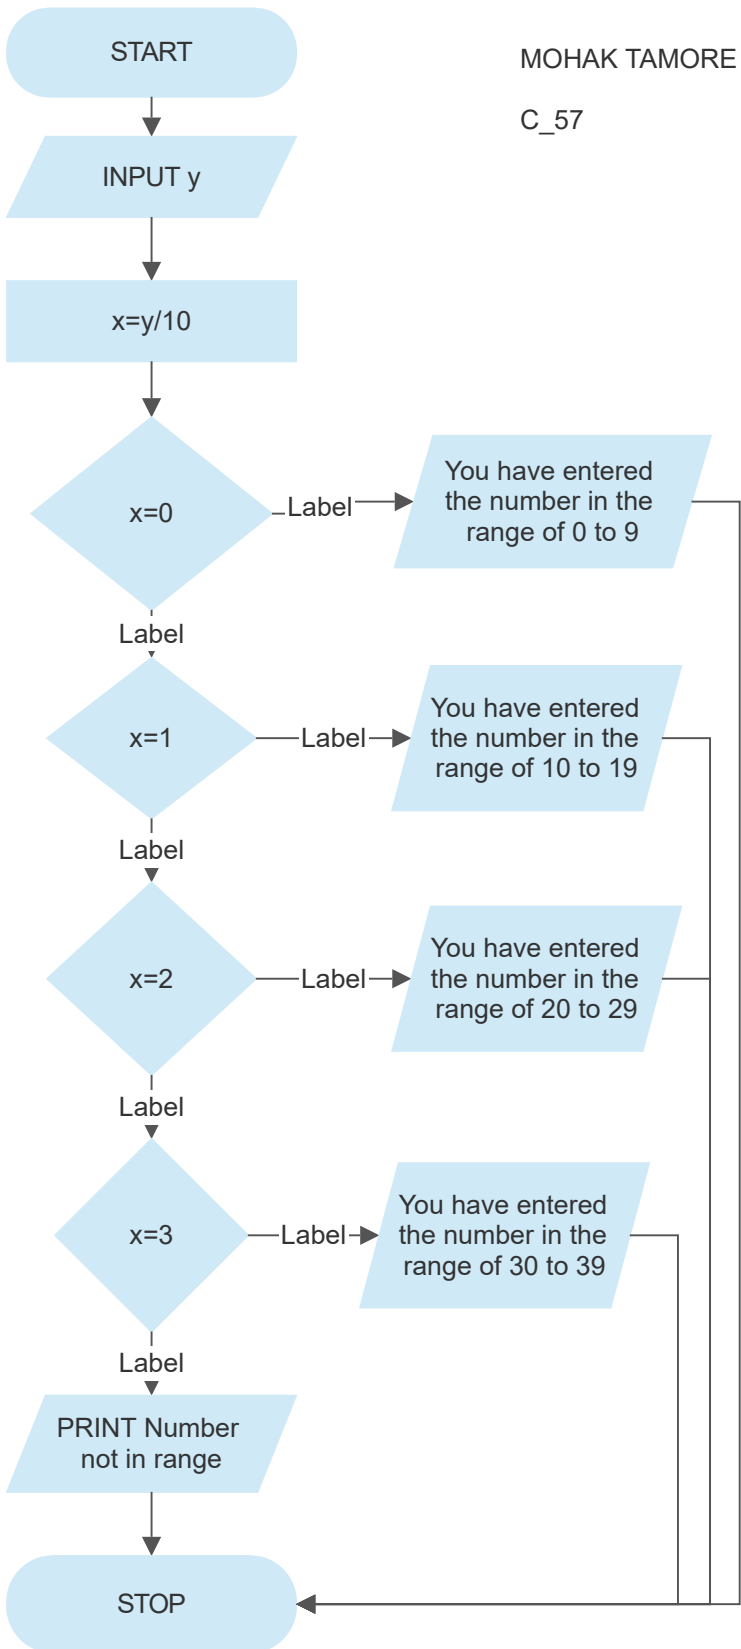 START
MOHAK TAMORE
C_57
INPUT y
x=y/10
x=0
Label
You have entered
the number in the
range of 0 to 9
Label
x=1
Label
You have entered
the number in the
range of 10 to 19
Label
x=2
Label
You have entered
the number in the
range of 20 to 29
Label
x=3
Label
You have entered
the number in the
range of 30 to 39
Label
PRINT Number
not in range
STOP